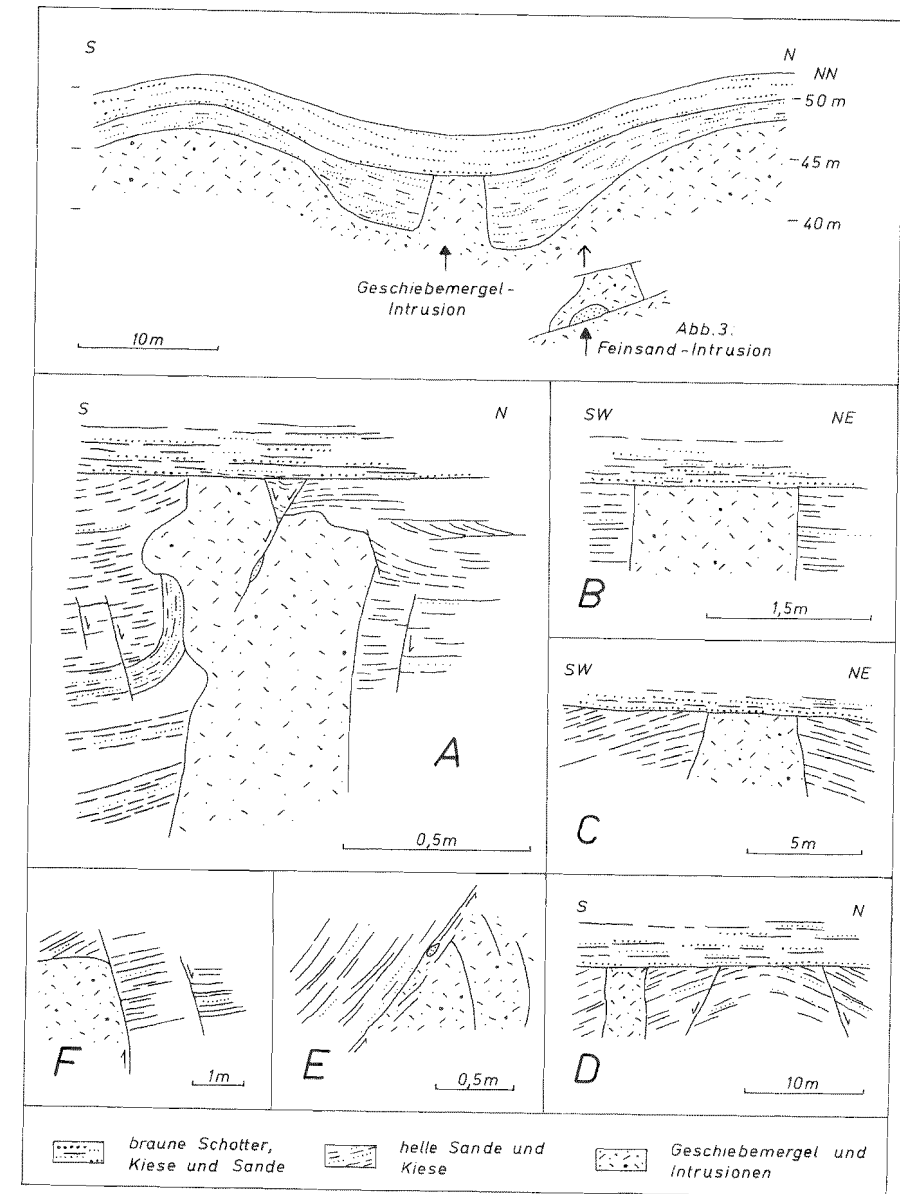 S
N
NN
50 m
45 m
40 m
Geschiebemergel-
Intrusion
Abb. 3.
Feinsand-Intrusion
10 m
S
N
A
0,5m
SW
NE
B
1,5m
SW
NE
C
5m
F
1m
E
0,5m
S
N
D
10m
braune Schotter,
Kiese und Sande
helle Sande und
Kiese
Geschiebemergel und
Intrusionen